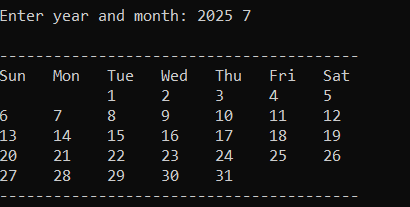 Enter year and month: 2025 7
----------------------------------------
Sun Mon Tue Wed Thu Fri Sat
1 2 3 4 5
6 7 8 9 10 11 12
13 14 15 16 17 18 19
20 21 22 23 24 25 26
27 28 29 30 31
----------------------------------------